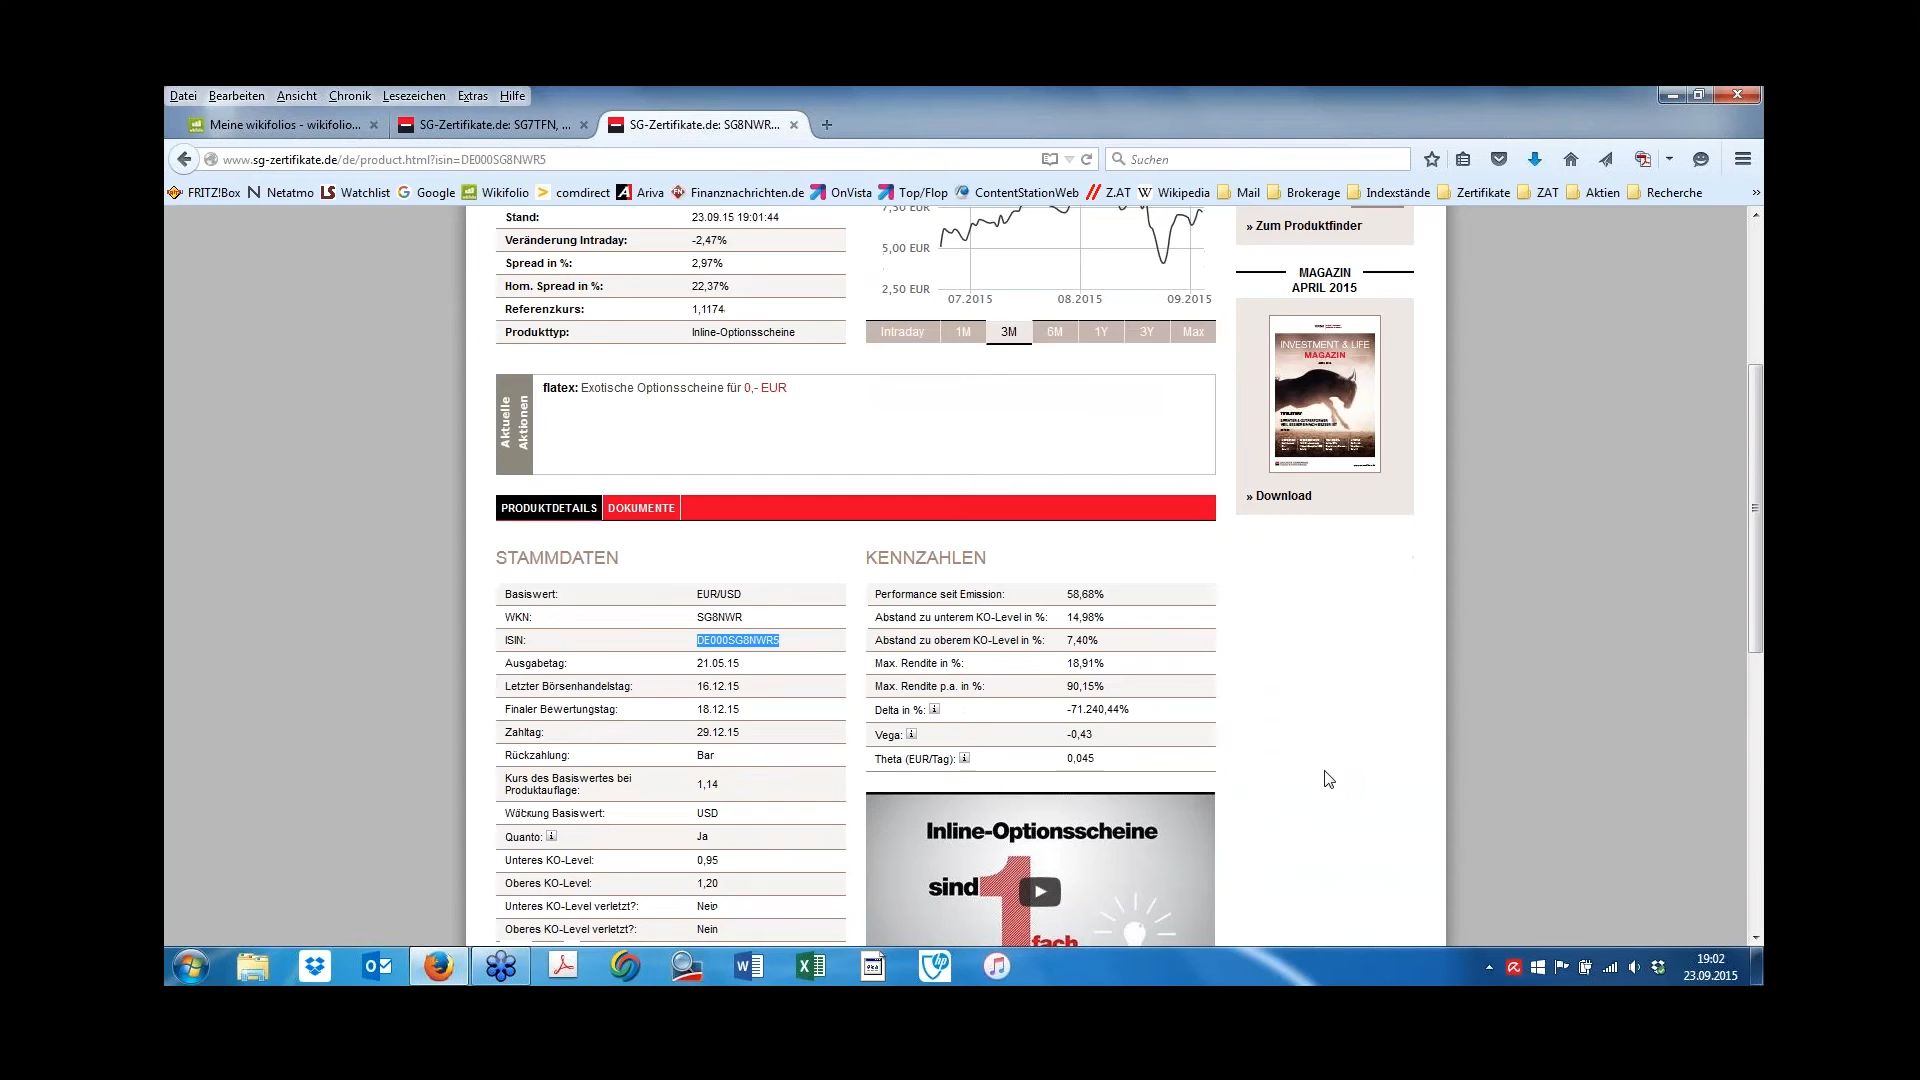 Datei Bearbeiten Ansicht Chronik Lesezeichen Extras Hilfe
Meine wikifolios - wikifolio... SG-Zertifikate.de: SG7TFN, ... SG-Zertifikate.de: SG8NWR...
www.sg-zertifikate.de/de/product.html?isin=DE000SG8NWR5 Suchen
FRITZ!Box Netatmo Watchlist Google Wikifolio comdirect Ariva Finanznachrichten.de OnVista Top/Flop ContentStationWeb Z.AT Wikipedia Mail Brokerage Indexstände Zertifikate ZAT Aktien Recherche
Stand: 23.09.15 19:01:44
Veränderung Intraday: -2,47%
Spread in %: 2,97%
Hom. Spread in %: 22,37%
Referenzkurs: 1,1174
Produkttyp: Inline-Optionsscheine
7,50 EUR
5,00 EUR
2,50 EUR
07.2015 08.2015 09.2015
Intraday 1M 3M 6M 1Y 3Y Max
» Zum Produktfinder
MAGAZIN
APRIL 2015
INVESTMENT & LIFE
MAGAZIN
» Download
Aktuelle
Aktionen
flatex: Exotische Optionsscheine für 0,- EUR
PRODUKTDETAILS DOKUMENTE
STAMMDATEN
Basiswert: EUR/USD
WKN: SG8NWR
ISIN: DE000SG8NWR5
Ausgabetag: 21.05.15
Letzter Börsenhandelstag: 16.12.15
Finaler Bewertungstag: 18.12.15
Zahltag: 29.12.15
Rückzahlung: Bar
Kurs des Basiswertes bei
Produktauflage: 1,14
Währung Basiswert: USD
Quanto: Ja
Unteres KO-Level: 0,95
Oberes KO-Level: 1,20
Unteres KO-Level verletzt?: Nein
Oberes KO-Level verletzt?: Nein
KENNZAHLEN
Performance seit Emission: 58,68%
Abstand zu unterem KO-Level in %: 14,98%
Abstand zu oberem KO-Level in %: 7,40%
Max. Rendite in %: 18,91%
Max. Rendite p.a. in %: 90,15%
Delta in %: -71.240,44%
Vega: -0,43
Theta (EUR/Tag): 0,045
Inline-Optionsscheine
sind 1
fach
19:02
23.09.2015